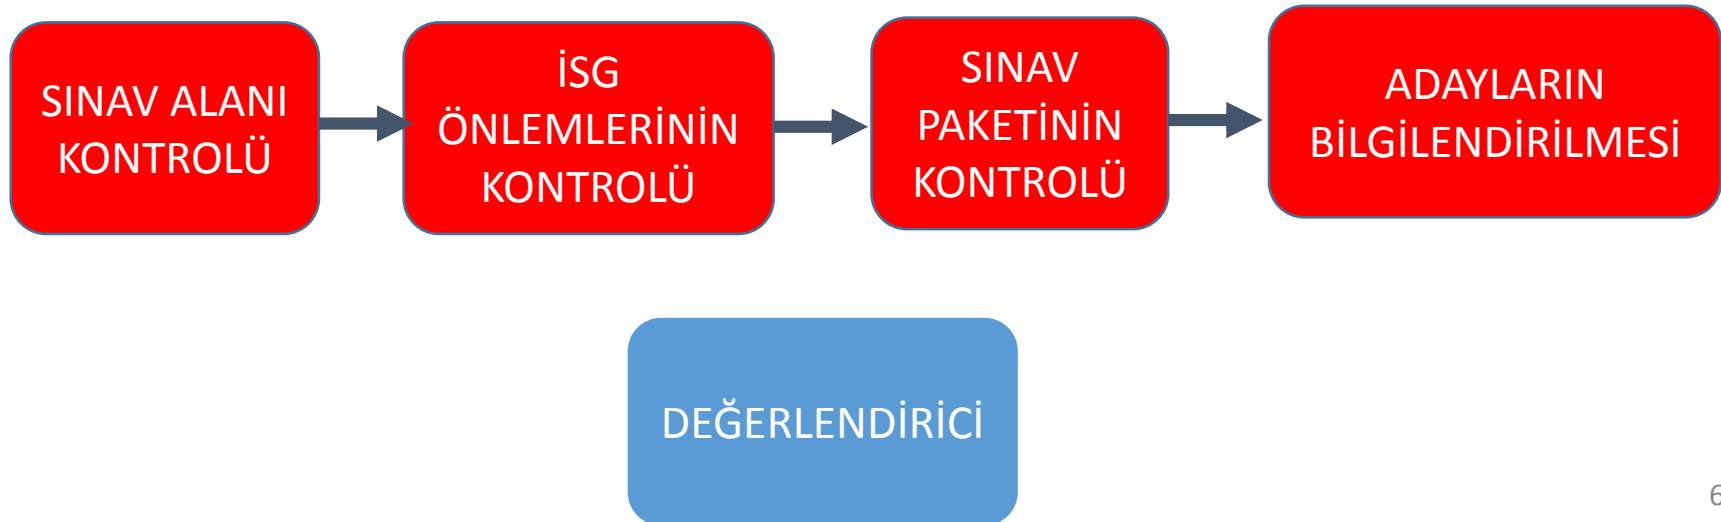 SINAV ALANI
KONTROLÜ
İSG
ÖNLEMLERİNİN
KONTROLÜ
SINAV
PAKETİNİN
KONTROLÜ
ADAYLARIN
BİLGİLENDİRİLMESİ
DEĞERLENDİRİCİ
6